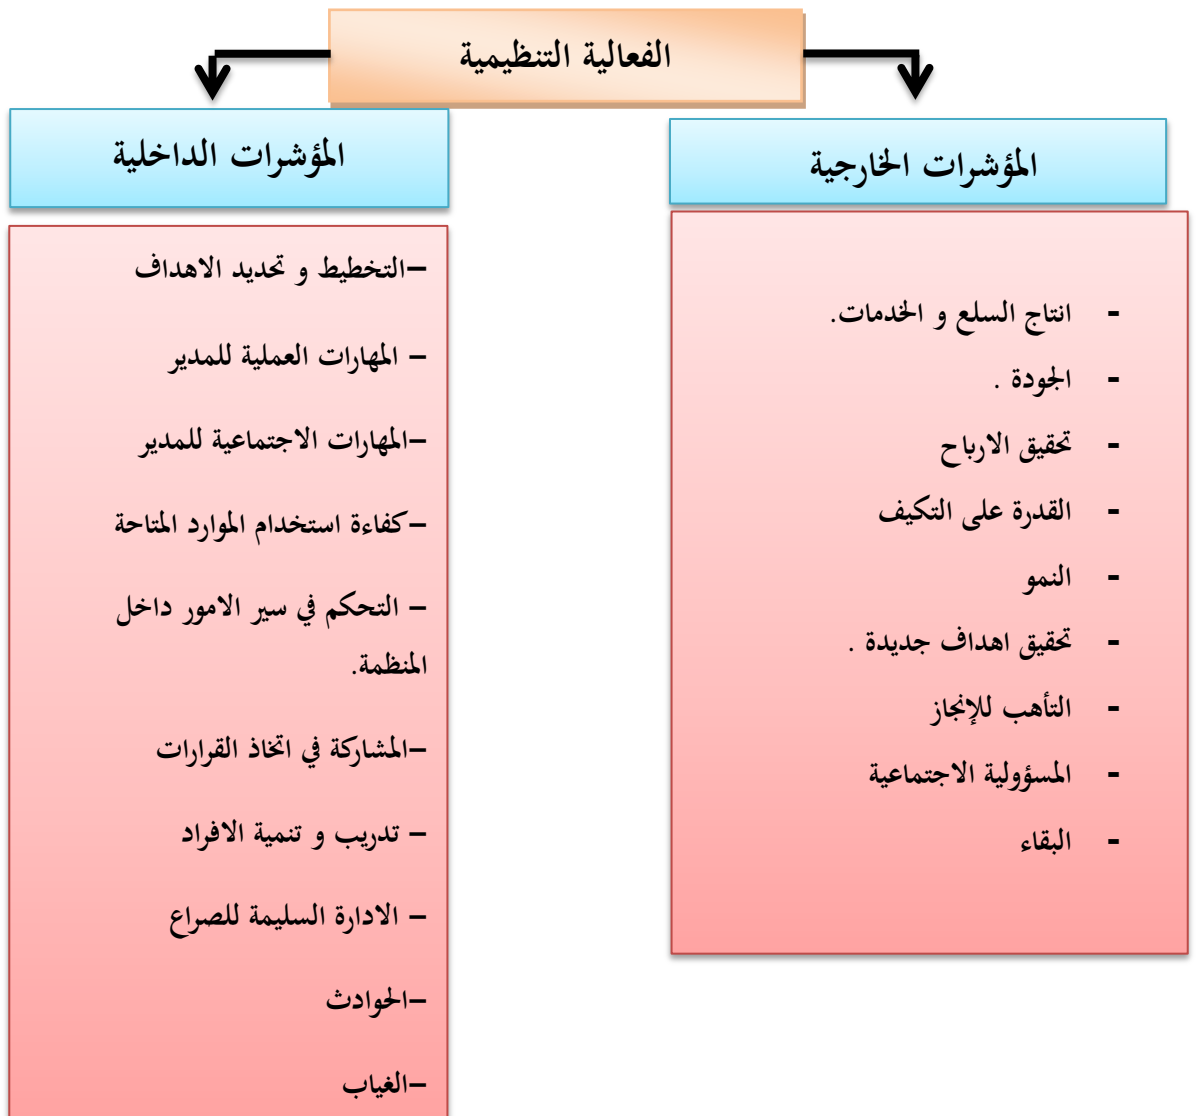 الفعالية التنظيمية
المؤشرات الخارجية
- انتاج السلع و الخدمات.
- الجودة .
- تحقيق الارباح
- القدرة على التكيف
- النمو
- تحقيق اهداف جديدة .
- التأهب للإنجاز
- المسؤولية الاجتماعية
- البقاء
المؤشرات الداخلية
–التخطيط و تحديد الاهداف
– المهارات العملية للمدير
–المهارات الاجتماعية للمدير
–كفاءة استخدام الموارد المتاحة
– التحكم في سير الامور داخل
المنظمة.
–المشاركة في اتخاذ القرارات
– تدريب و تنمية الافراد
– الادارة السليمة للصراع
–الحوادث
–الغياب